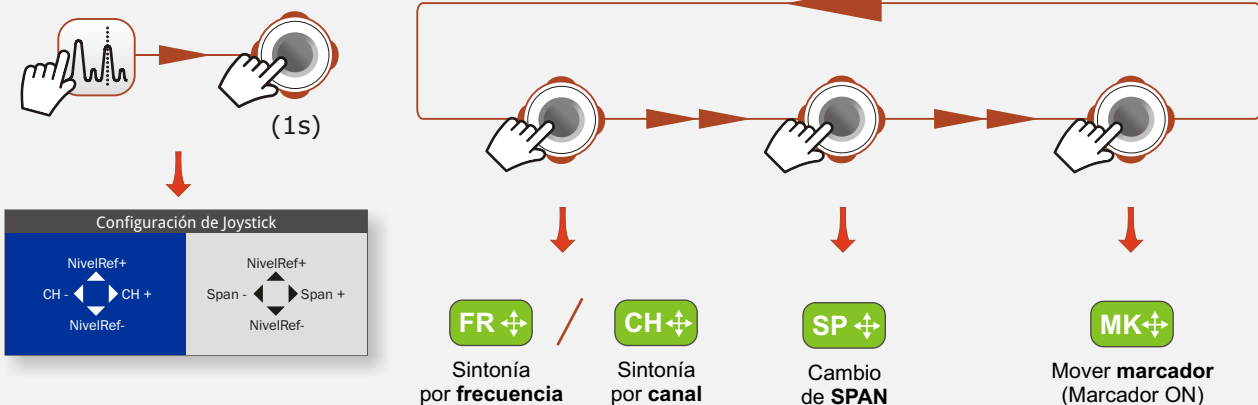 (1s)
Configuración de Joystick
NivelRef+
CH -
CH +
NivelRef-
NivelRef+
Span -
Span +
NivelRef-
FR
CH
SP
MK
Sintonía
por frecuencia
Sintonía
por canal
Cambio
de SPAN
Mover marcador
(Marcador ON)